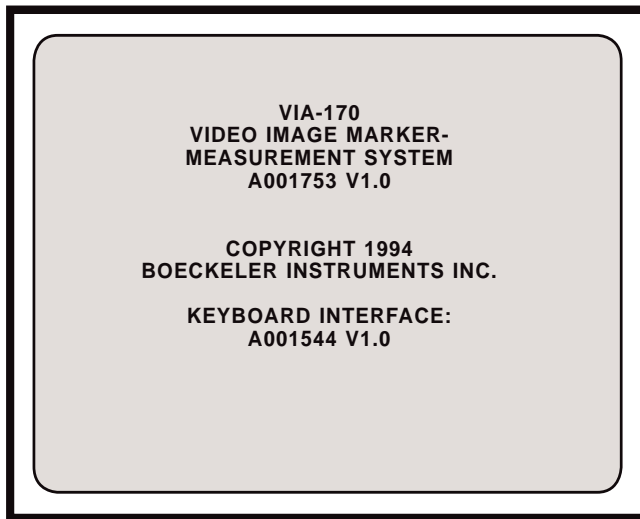 VIA-170
VIDEO IMAGE MARKER-
MEASUREMENT SYSTEM
A001753 V1.0
COPYRIGHT 1994
BOECKELER INSTRUMENTS INC.
KEYBOARD INTERFACE:
A001544 V1.0